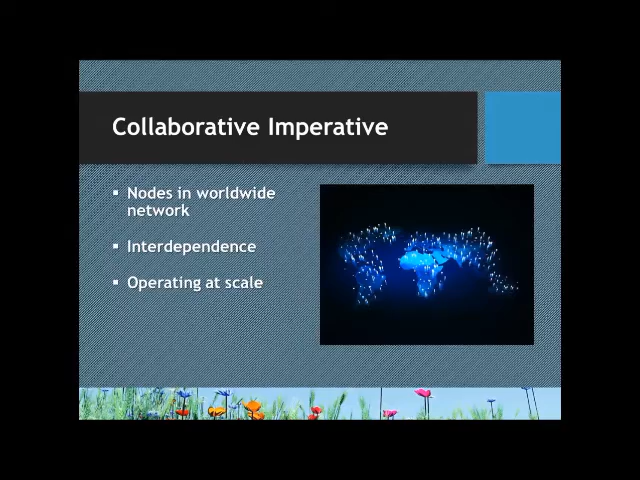 Collaborative Imperative
▪ Nodes in worldwide
network
▪ Interdependence
▪ Operating at scale